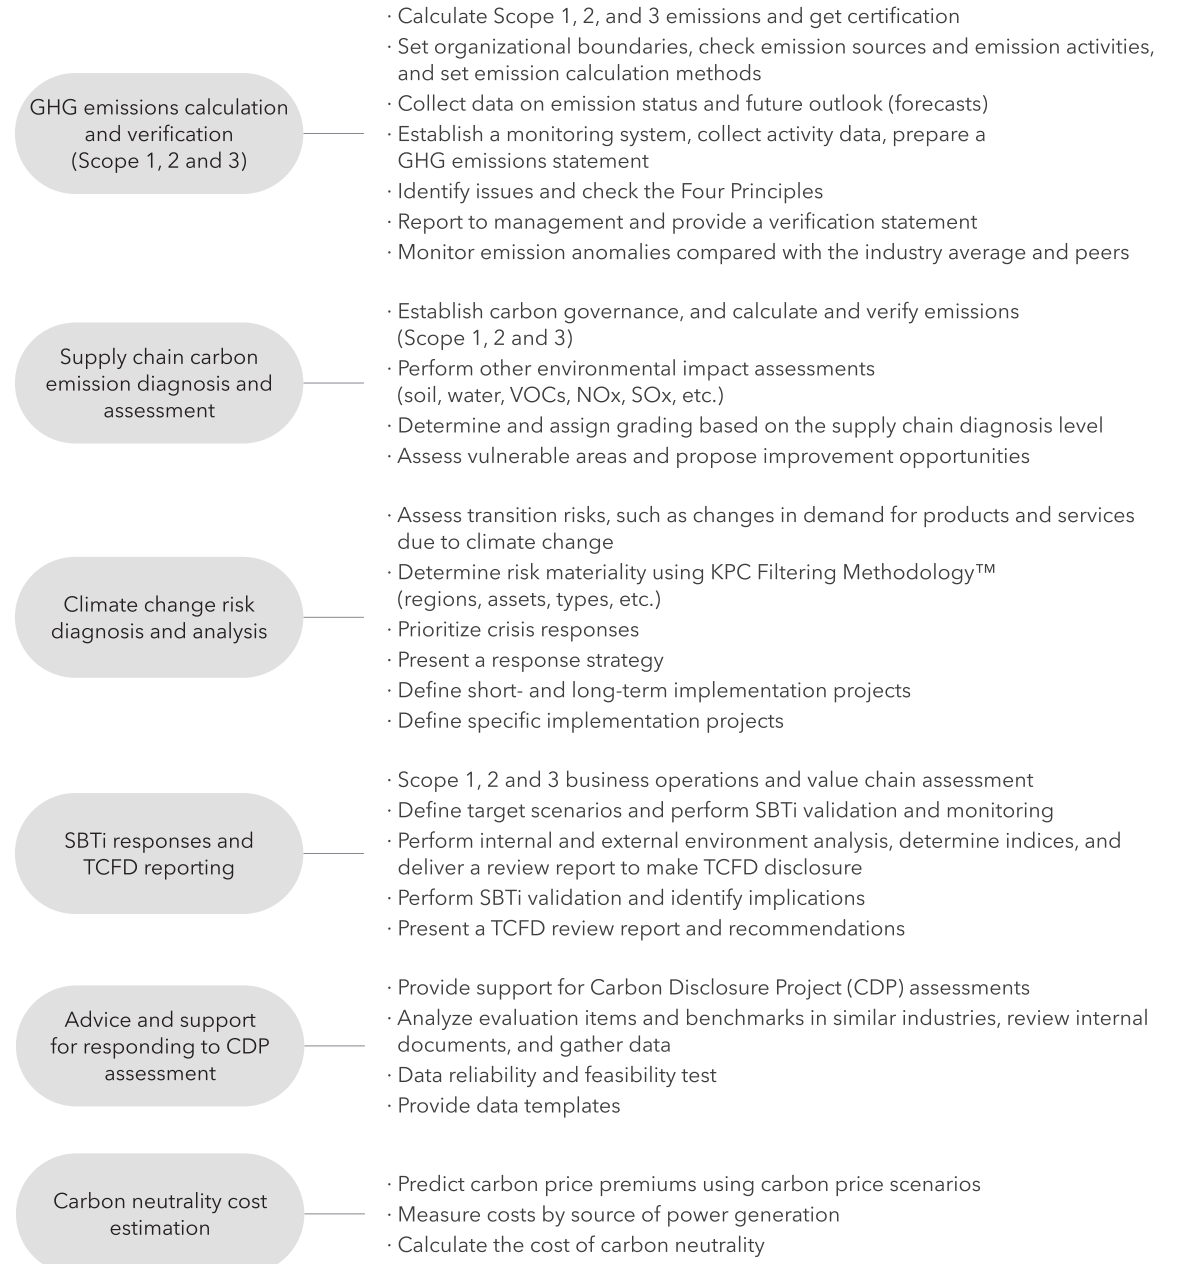 GHG emissions calculation
and verification
(Scope 1, 2 and 3)
· Calculate Scope 1, 2, and 3 emissions and get certification
· Set organizational boundaries, check emission sources and emission activities,
and set emission calculation methods
· Collect data on emission status and future outlook (forecasts)
· Establish a monitoring system, collect activity data, prepare a
GHG emissions statement
· Identify issues and check the Four Principles
· Report to management and provide a verification statement
· Monitor emission anomalies compared with the industry average and peers
Supply chain carbon
emission diagnosis and
assessment
· Establish carbon governance, and calculate and verify emissions
(Scope 1, 2 and 3)
· Perform other environmental impact assessments
(soil, water, VOCs, NOx, SOx, etc.)
· Determine and assign grading based on the supply chain diagnosis level
· Assess vulnerable areas and propose improvement opportunities
Climate change risk
diagnosis and analysis
· Assess transition risks, such as changes in demand for products and services
due to climate change
· Determine risk materiality using KPC Filtering Methodology™
(regions, assets, types, etc.)
· Prioritize crisis responses
· Present a response strategy
· Define short- and long-term implementation projects
· Define specific implementation projects
SBTi responses and
TCFD reporting
· Scope 1, 2 and 3 business operations and value chain assessment
· Define target scenarios and perform SBTi validation and monitoring
· Perform internal and external environment analysis, determine indices, and
deliver a review report to make TCFD disclosure
· Perform SBTi validation and identify implications
· Present a TCFD review report and recommendations
Advice and support
for responding to CDP
assessment
· Provide support for Carbon Disclosure Project (CDP) assessments
· Analyze evaluation items and benchmarks in similar industries, review internal
documents, and gather data
· Data reliability and feasibility test
· Provide data templates
Carbon neutrality cost
estimation
· Predict carbon price premiums using carbon price scenarios
· Measure costs by source of power generation
· Calculate the cost of carbon neutrality